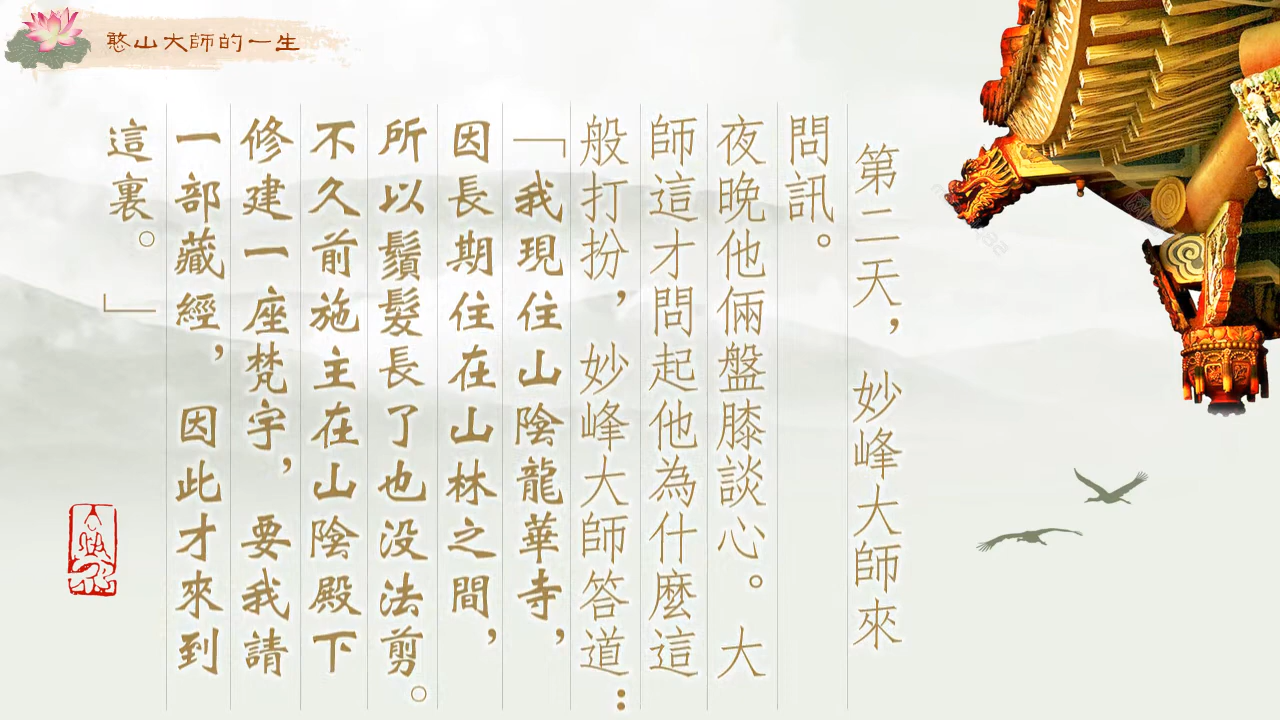 憨山大師的一生
第二天，妙峰大師來
問訊。
夜晚他倆盤膝談心。大
師這才問起他為什麼這
般打扮，妙峰大師答道：
「我現住山陰龍華寺，
因長期住在山林之間，
所以鬚髮長了也没法剪。
不久前施主在山陰殿下
修建一座梵宇，要我請
一部藏經，因此才來到
這裏。」